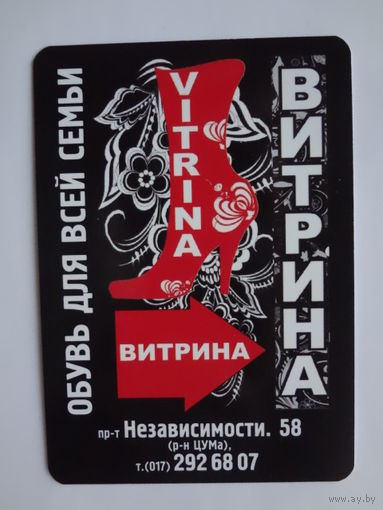 ОБУВЬ ДЛЯ ВСЕЙ СЕМЬИ
VITRINA
ВИТРИНА
ВИТРИНА
пр-т Независимости. 58
(р-н ЦУМа),
т.(017) 292 68 07
www.ay.by